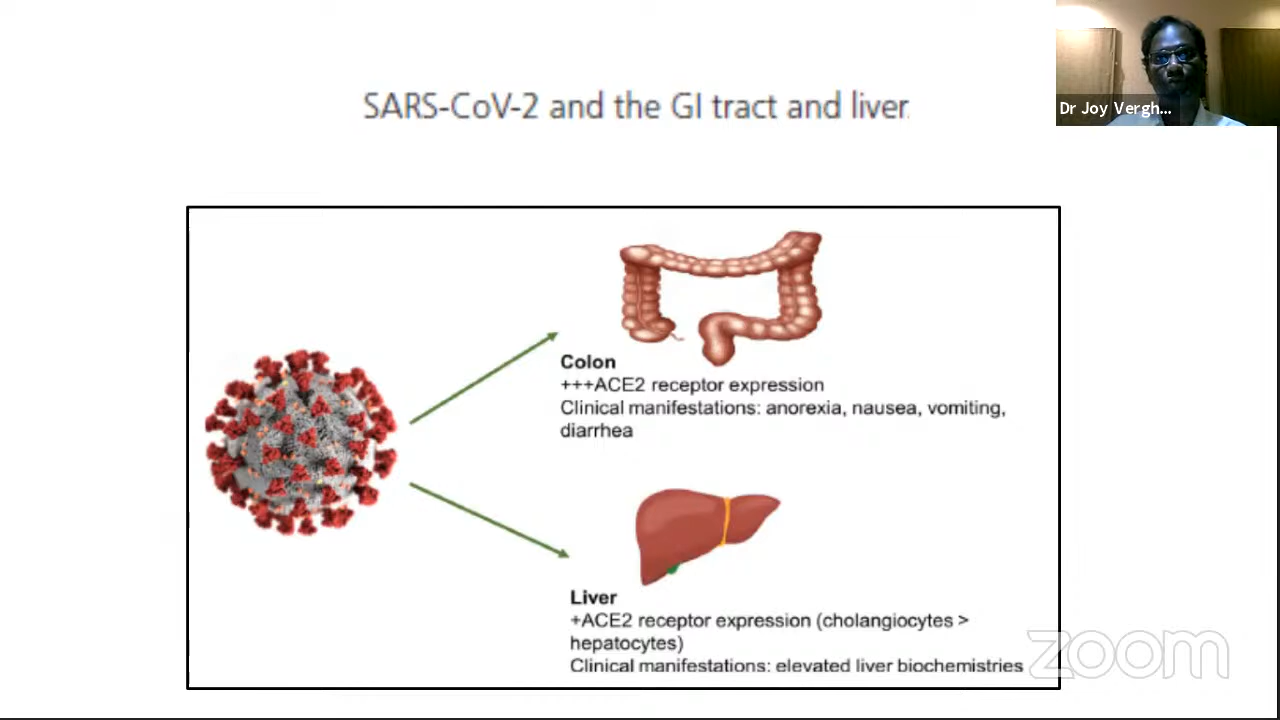 SARS-CoV-2 and the GI tract and liver
Dr Joy Vergh...
Colon
+++ACE2 receptor expression
Clinical manifestations: anorexia, nausea, vomiting,
diarrhea
Liver
+ACE2 receptor expression (cholangiocytes >
hepatocytes)
Clinical manifestations: elevated liver biochemistries
zoom